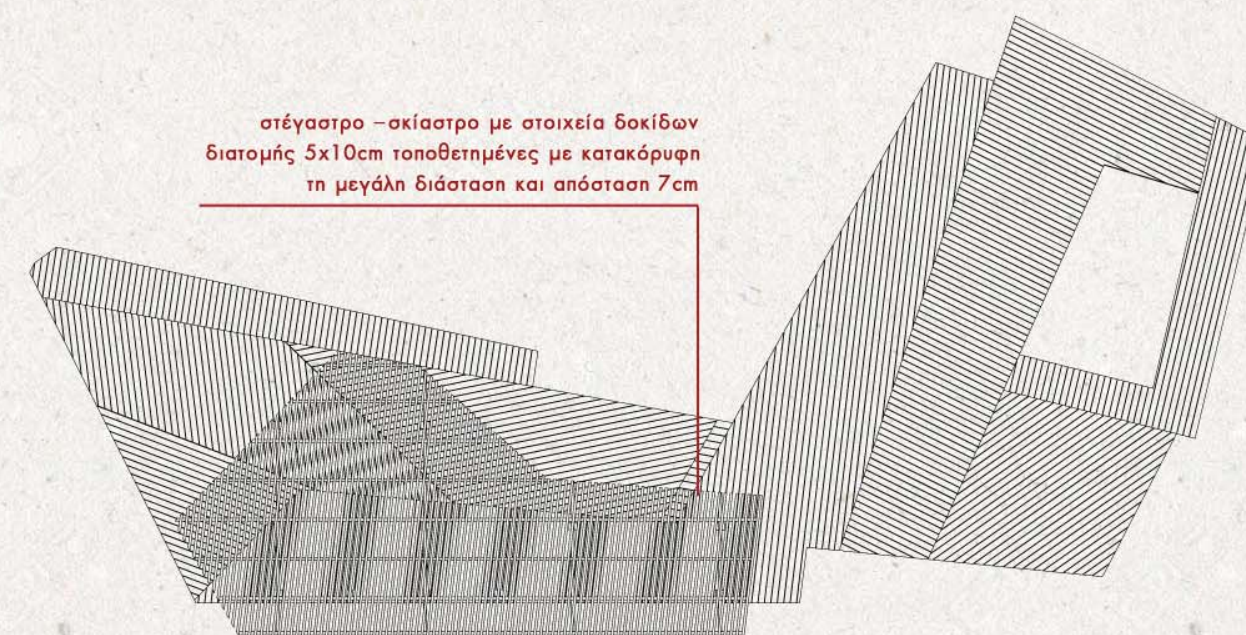 στέγαστρο –σκίαστρο με στοιχεία δοκίδων
διατομής 5x10cm τοποθετημένες με κατακόρυφη
τη μεγάλη διάσταση και απόσταση 7cm